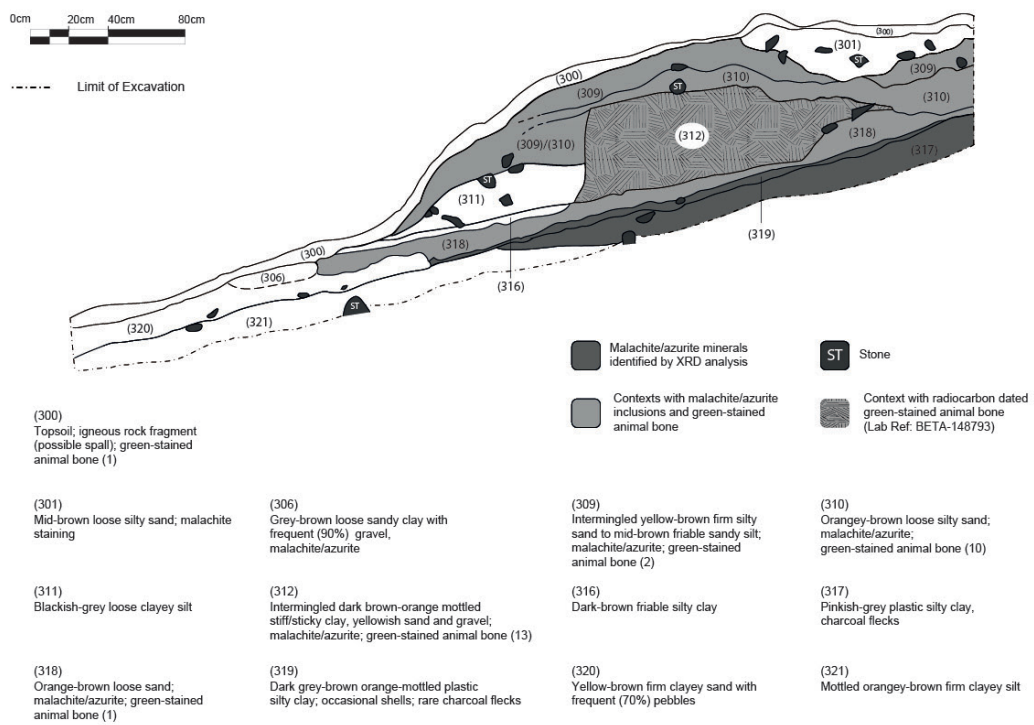 0cm 20cm 40cm 80cm
Limit of Excavation
(300)
(301)
ST
(309)
(300)
(309)
(310)
ST
(310)
(312)
(318)
(317)
(309)/(310)
ST
(311)
(318)
(319)
(300)
(306)
(316)
ST
(320)
(321)
Malachite/azurite minerals
identified by XRD analysis
ST Stone
Contexts with malachite/azurite
inclusions and green-stained
animal bone
Context with radiocarbon dated
green-stained animal bone
(Lab Ref: BETA-148793)
(300)
Topsoil; igneous rock fragment
(possible spall); green-stained
animal bone (1)
(301)
Mid-brown loose silty sand; malachite
staining
(306)
Grey-brown loose sandy clay with
frequent (90%) gravel,
malachite/azurite
(309)
Intermingled yellow-brown firm silty
sand to mid-brown friable sandy silt;
malachite/azurite; green-stained
animal bone (2)
(310)
Orangey-brown loose silty sand;
malachite/azurite;
green-stained animal bone (10)
(311)
Blackish-grey loose clayey silt
(312)
Intermingled dark brown-orange mottled
stiff/sticky clay, yellowish sand and gravel;
malachite/azurite; green-stained animal bone (13)
(316)
Dark-brown friable silty clay
(317)
Pinkish-grey plastic silty clay,
charcoal flecks
(318)
Orange-brown loose sand;
malachite/azurite; green-stained
animal bone (1)
(319)
Dark grey-brown orange-mottled plastic
silty clay; occasional shells; rare charcoal flecks
(320)
Yellow-brown firm clayey sand with
frequent (70%) pebbles
(321)
Mottled orangey-brown firm clayey silt